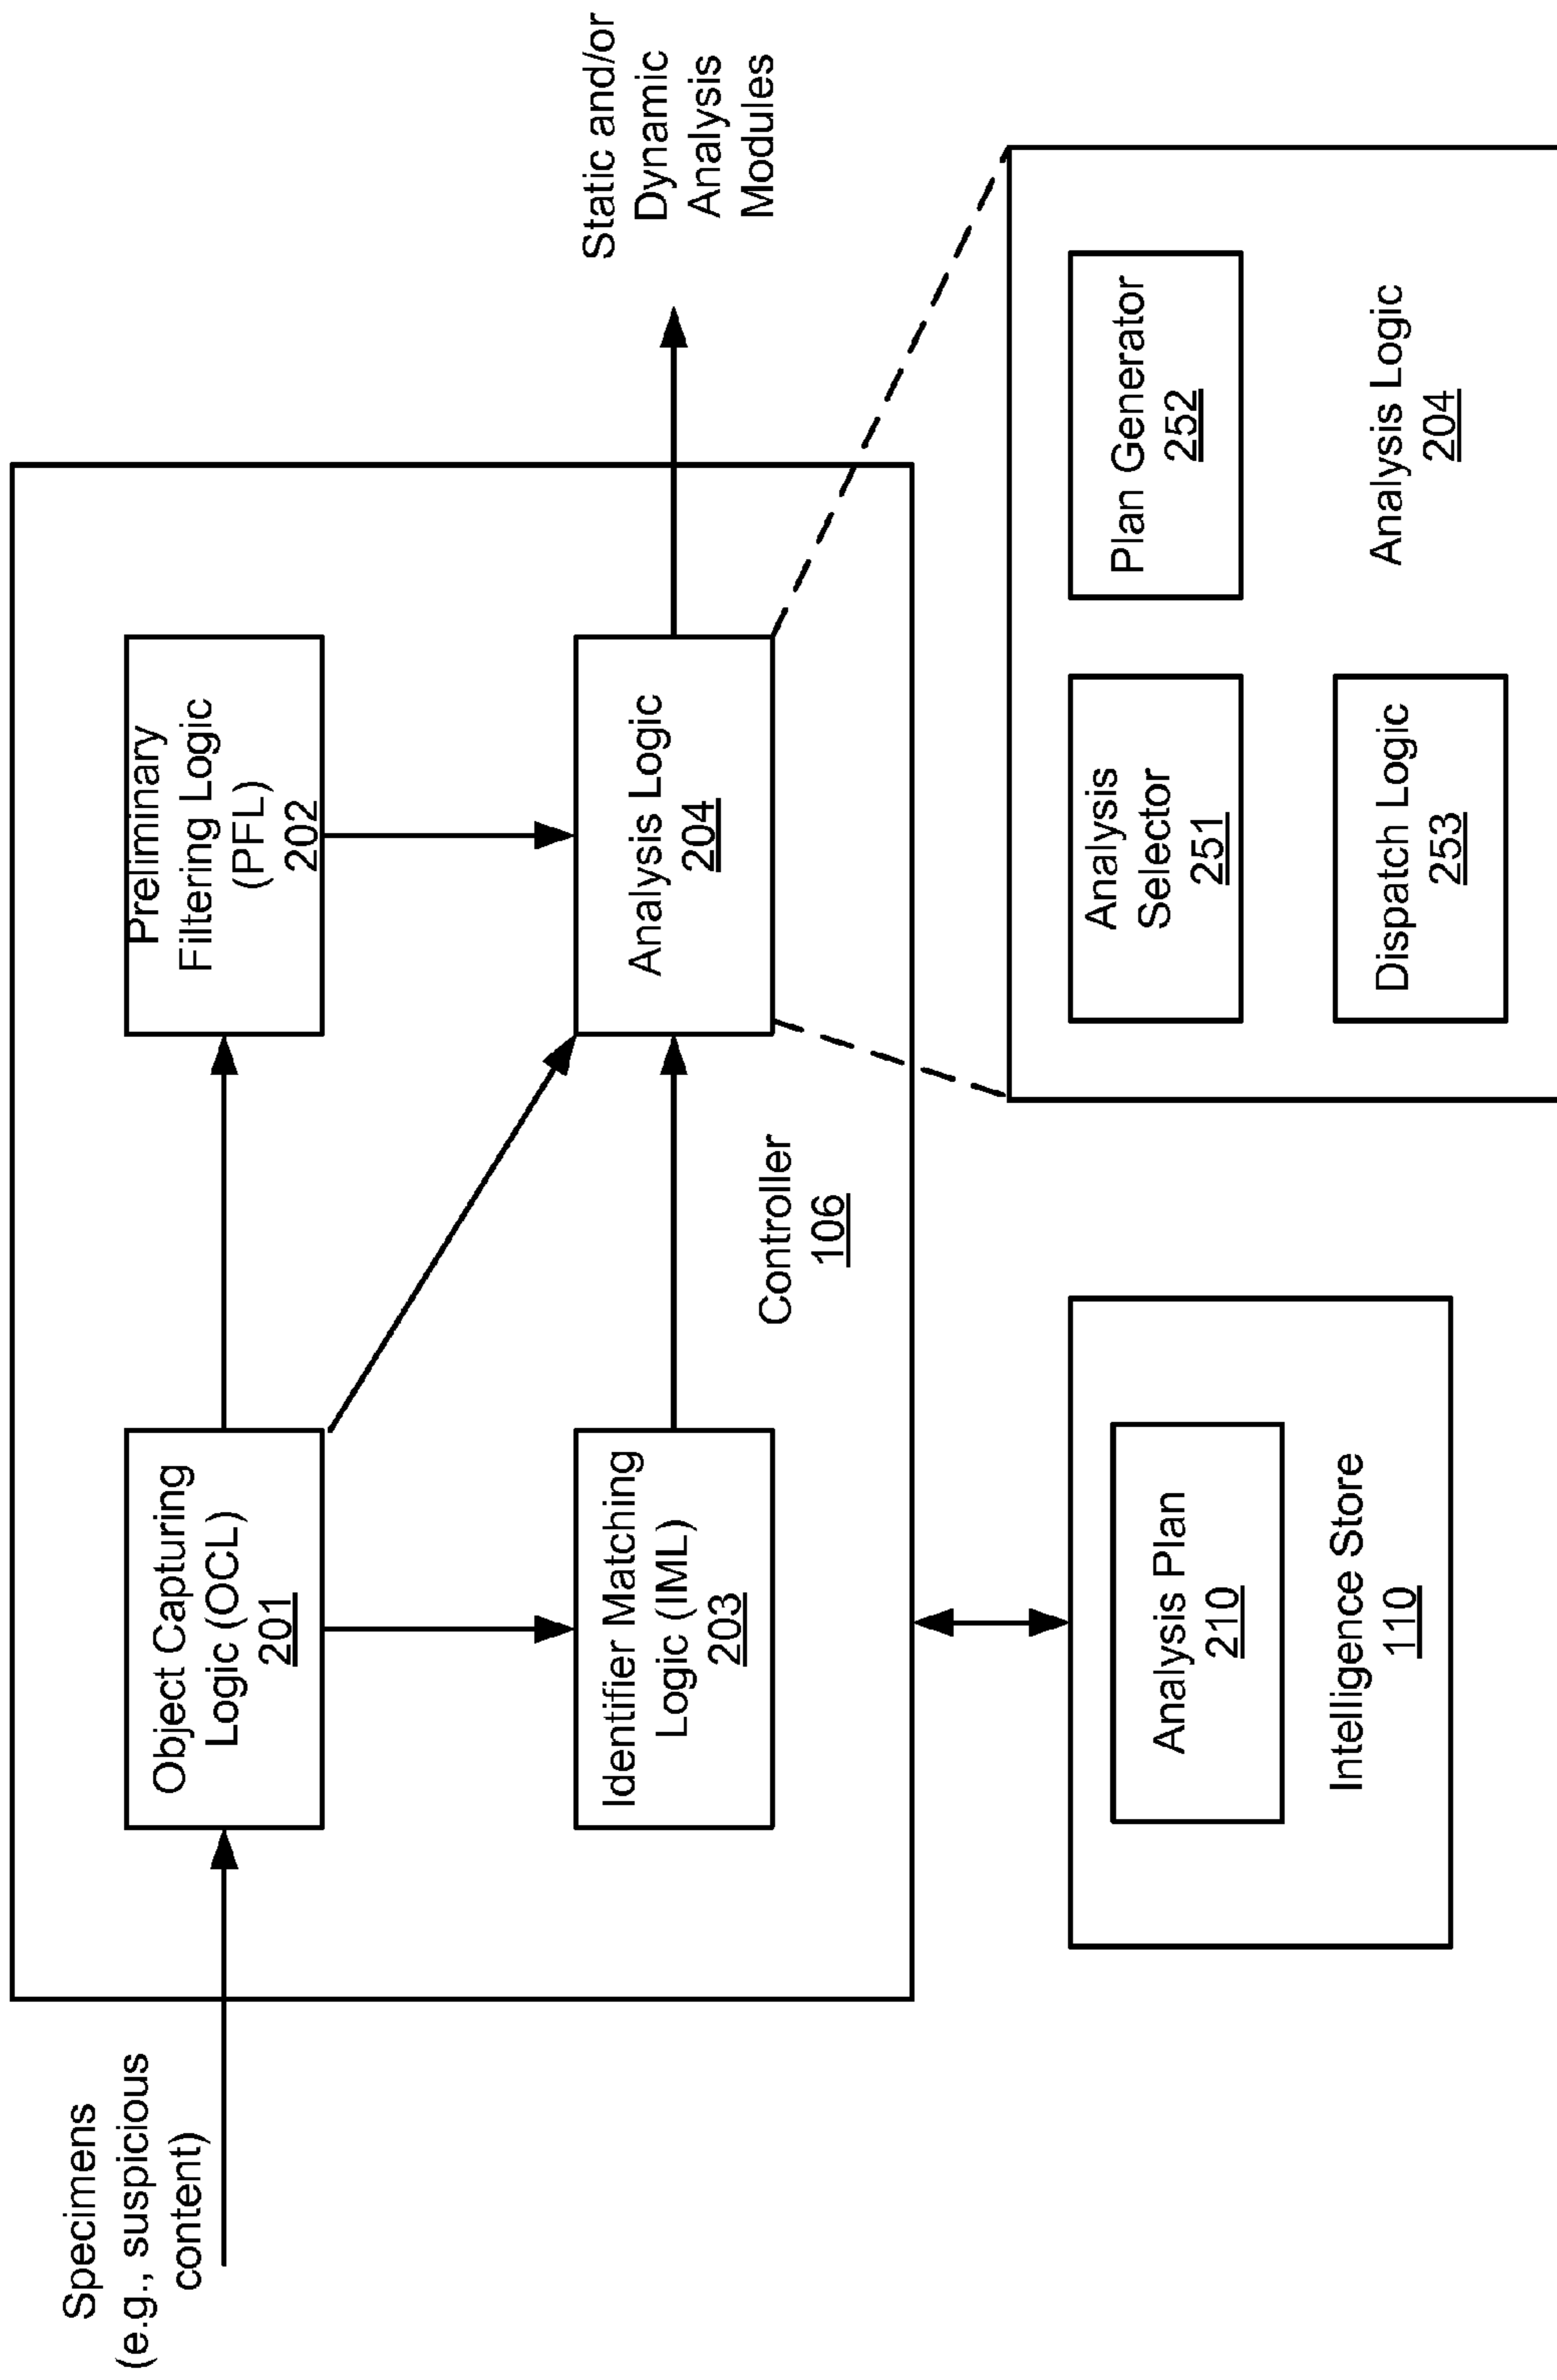 Specimens
(e.g., suspicious
content)
Object Capturing
Logic (OCL)
201
Preliminary
Filtering Logic
(PFL)
202
Identifier Matching
Logic (IML)
203
Analysis Logic
204
Static and/or
Dynamic
Analysis
Modules
Controller
106
Analysis Plan
210
Intelligence Store
110
Analysis
Selector
251
Plan Generator
252
Dispatch Logic
253
Analysis Logic
204